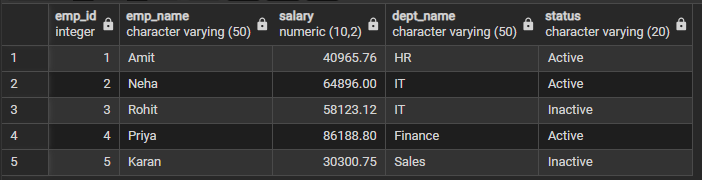 emp_id emp_name salary dept_name status
integer character varying (50) numeric (10,2) character varying (50) character varying (20)
1 1 Amit 40965.76 HR Active
2 2 Neha 64896.00 IT Active
3 3 Rohit 58123.12 IT Inactive
4 4 Priya 86188.80 Finance Active
5 5 Karan 30300.75 Sales Inactive